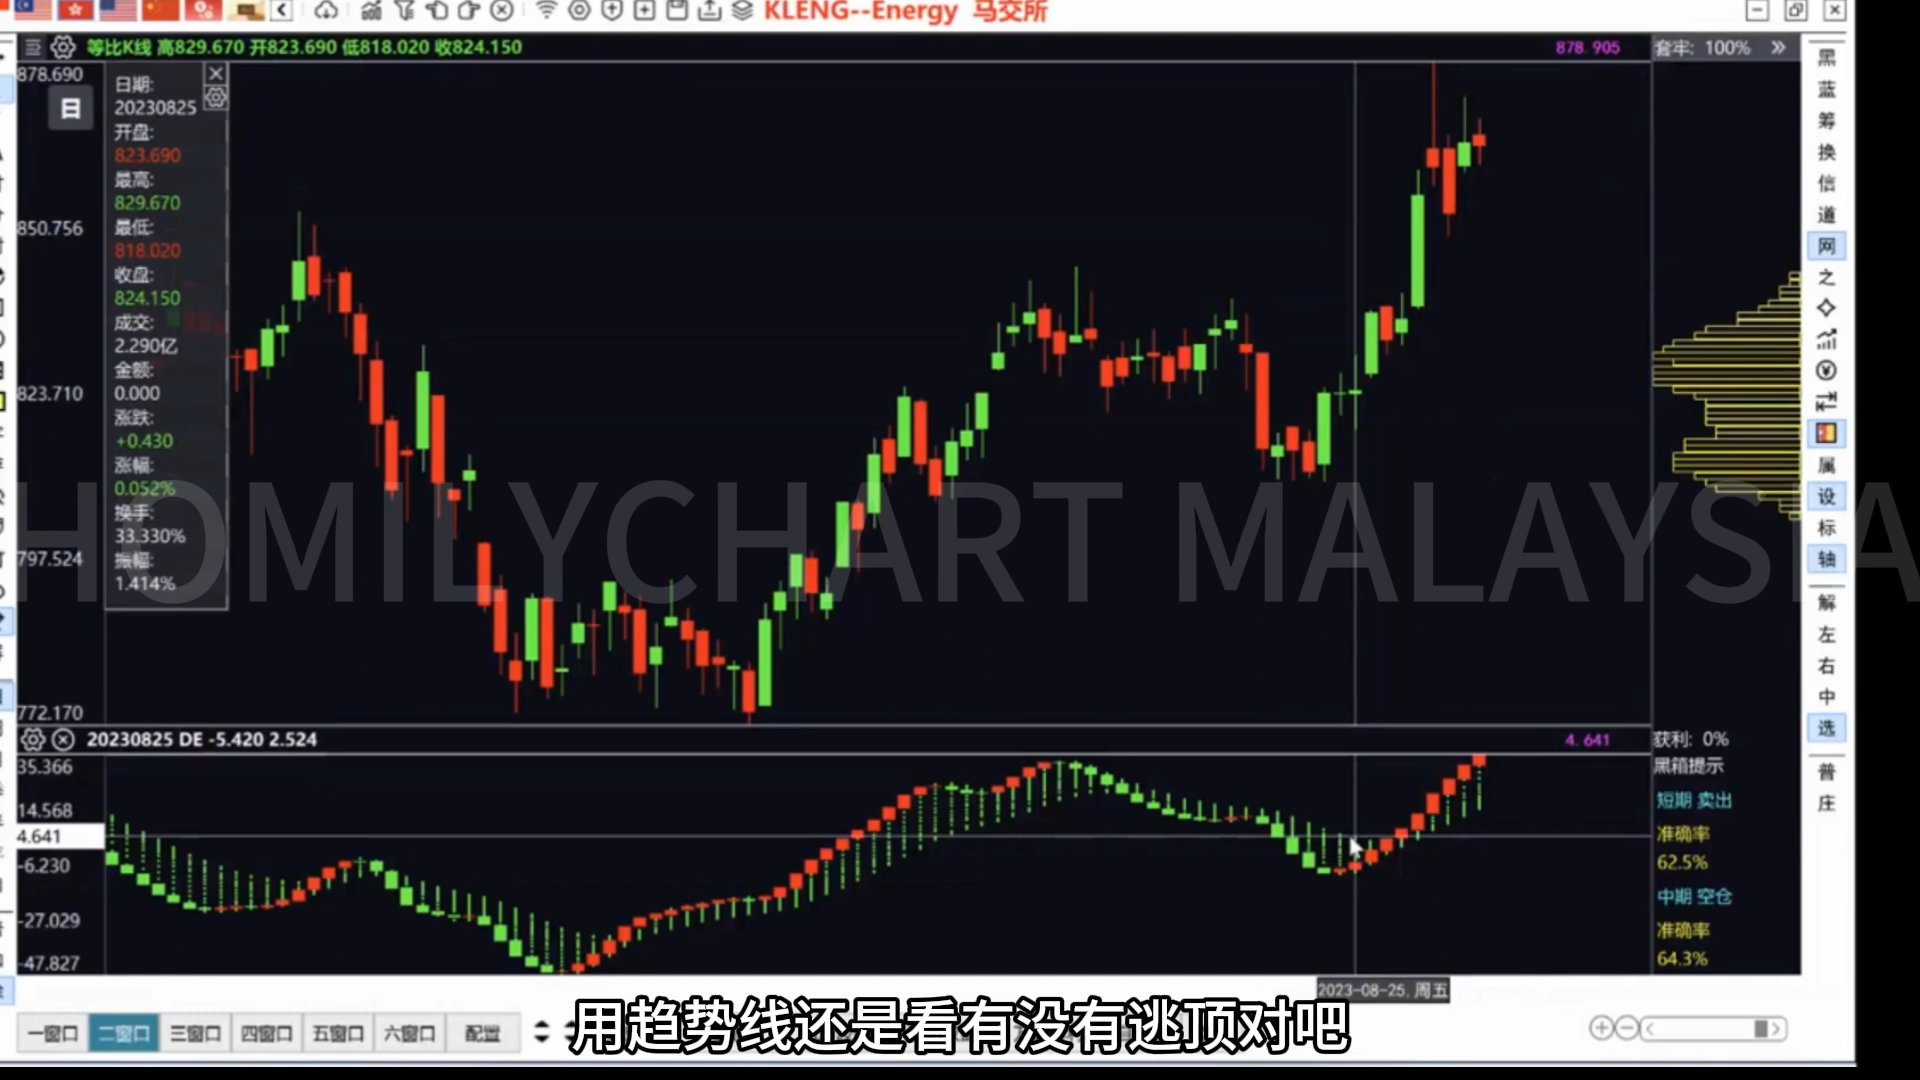 KLENG--Energy 马交所
等比K线 高829.670 开823.690 低818.020 收824.150
878.905
套牢: 100%
878.690
850.756
823.710
797.524
772.170
日
日期:
20230825
开盘:
823.690
最高:
829.670
最低:
818.020
收盘:
824.150
成交:
2.290亿
金额:
0.000
涨跌:
+0.430
涨幅:
0.052%
换手:
33.330%
振幅:
1.414%
HOMILYCHART MALAYSIA
20230825 DE -5.420 2.524
4.641
35.366
14.568
4.641
-6.230
-27.029
-47.827
获利: 0%
黑箱提示
短期 卖出
准确率
62.5%
中期 空仓
准确率
64.3%
黑
蓝
筹
换
信
道
网
之
属
设
标
轴
解
左
右
中
选
普
庄
2023-08-25, 周五
用趋势线还是看有没有逃顶对吧
一窗口
二窗口
三窗口
四窗口
五窗口
六窗口
配置